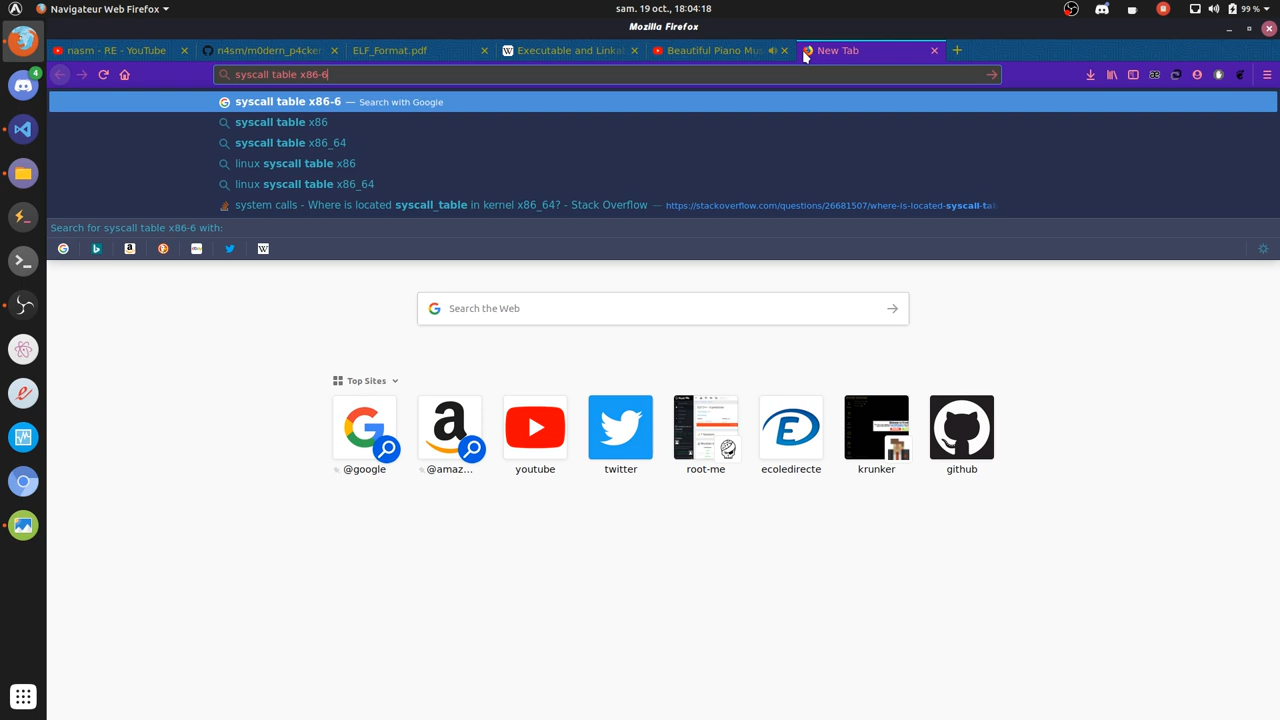 Navigateur Web Firefox
sam. 19 oct., 18:04:18
99 %
Mozilla Firefox
nasm - RE - YouTube
n4sm/m0dern_p4cker
ELF_Format.pdf
Executable and Linka
Beautiful Piano Mus
New Tab
syscall table x86-6
syscall table x86-6 — Search with Google
syscall table x86
syscall table x86_64
linux syscall table x86
linux syscall table x86_64
system calls - Where is located syscall_table in kernel x86_64? - Stack Overflow — https://stackoverflow.com/questions/26681507/where-is-located-syscall-tab
Search for syscall table x86-6 with:
Search the Web
Top Sites
@google
@amaz...
youtube
twitter
root-me
ecoledirecte
krunker
github
4